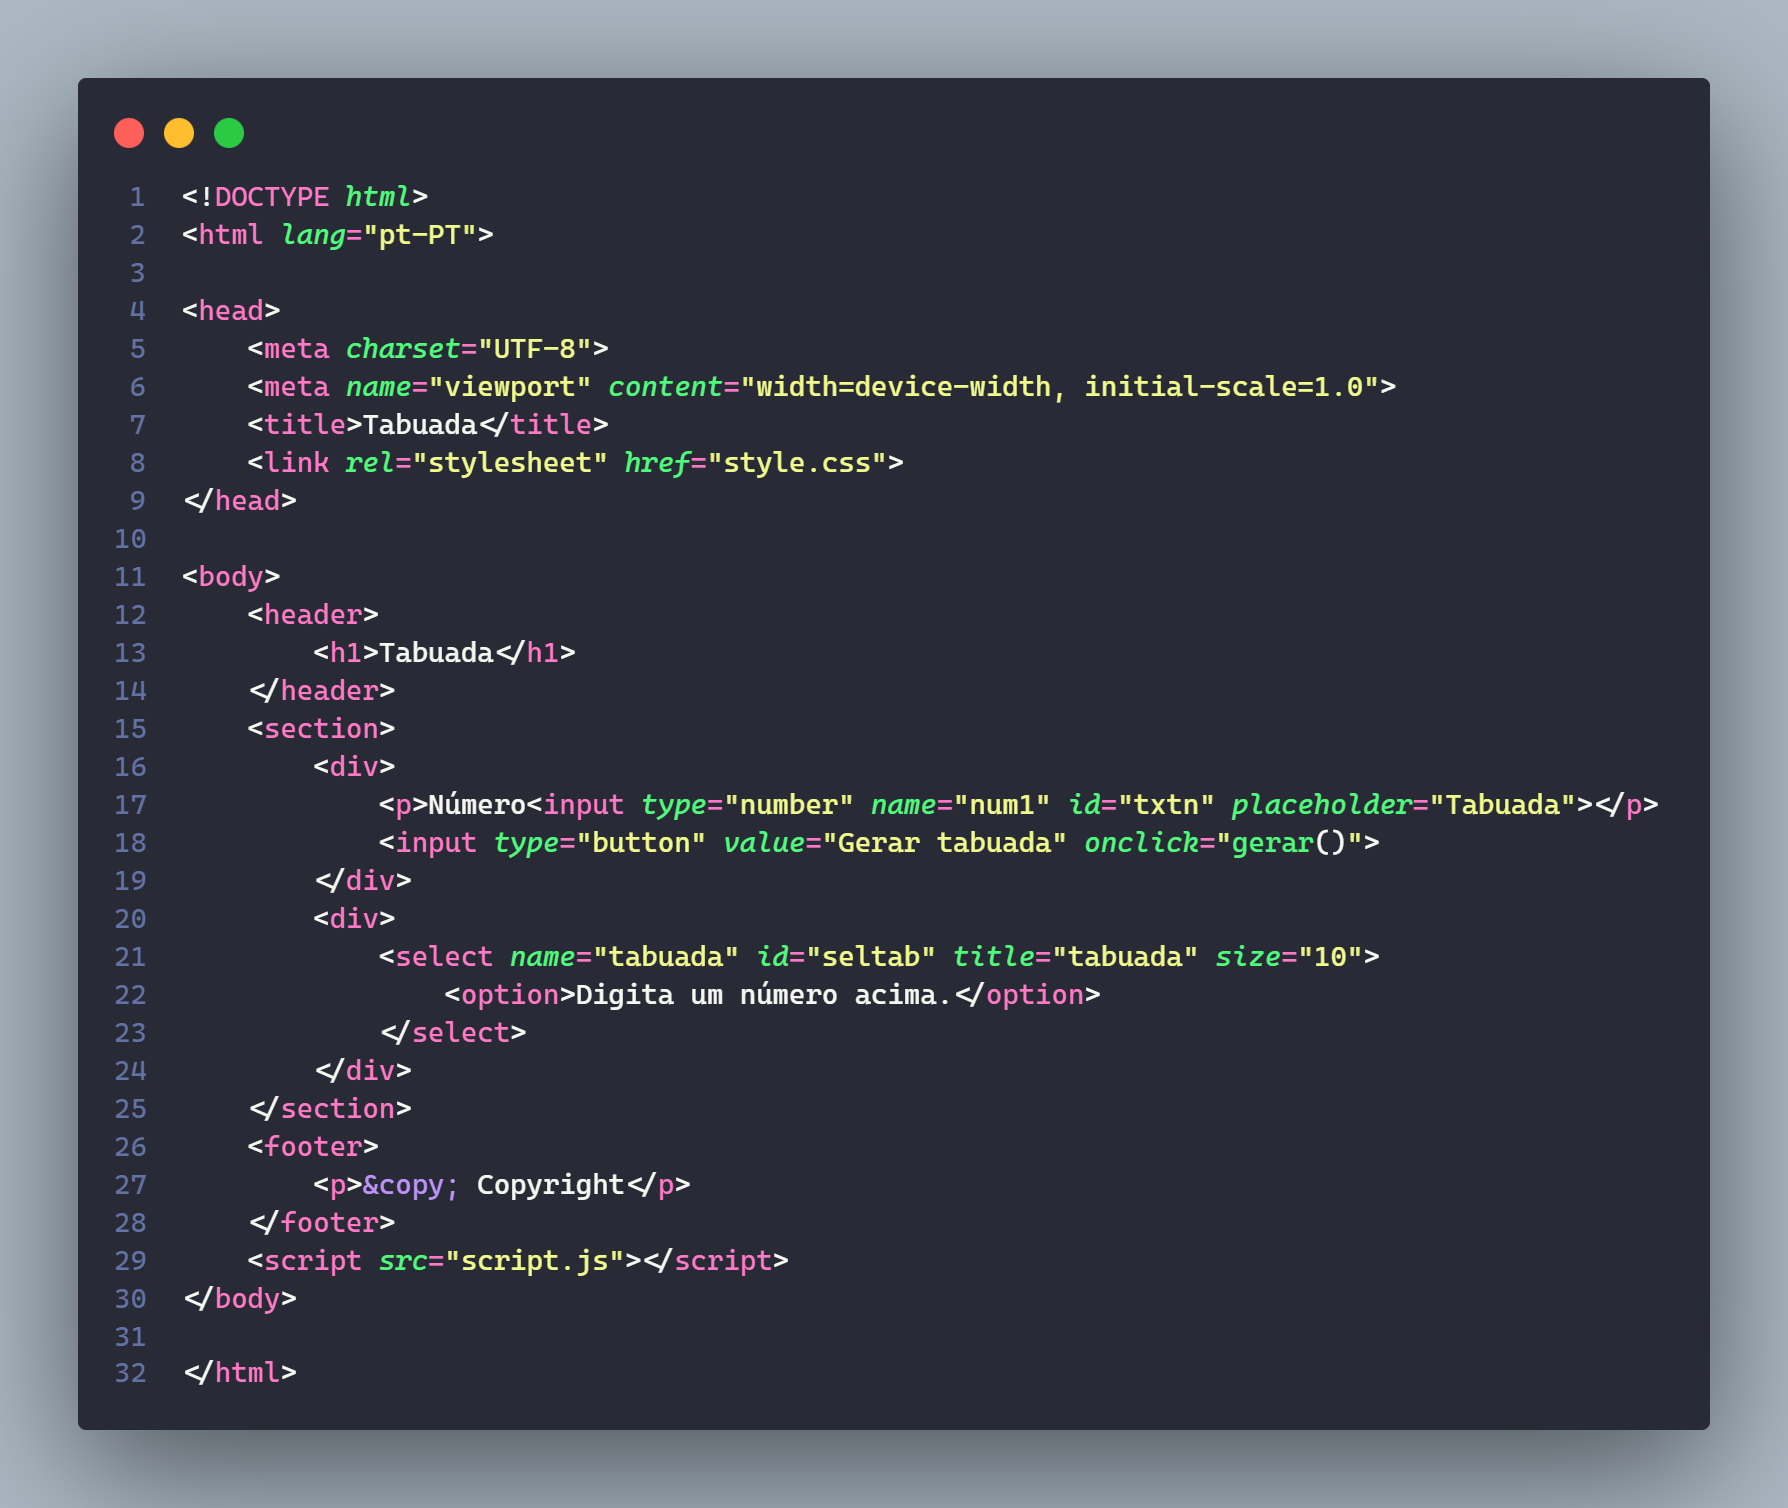 1 <!DOCTYPE html>
2 <html lang="pt-PT">
3
4 <head>
5     <meta charset="UTF-8">
6     <meta name="viewport" content="width=device-width, initial-scale=1.0">
7     <title>Tabuada</title>
8     <link rel="stylesheet" href="style.css">
9 </head>
10
11 <body>
12     <header>
13         <h1>Tabuada</h1>
14     </header>
15     <section>
16         <div>
17             <p>Número<input type="number" name="num1" id="txtn" placeholder="Tabuada"></p>
18             <input type="button" value="Gerar tabuada" onclick="gerar()">
19         </div>
20         <div>
21             <select name="tabuada" id="seltab" title="tabuada" size="10">
22                 <option>Digita um número acima.</option>
23             </select>
24         </div>
25     </section>
26     <footer>
27         <p>&copy; Copyright</p>
28     </footer>
29     <script src="script.js"></script>
30 </body>
31
32 </html>